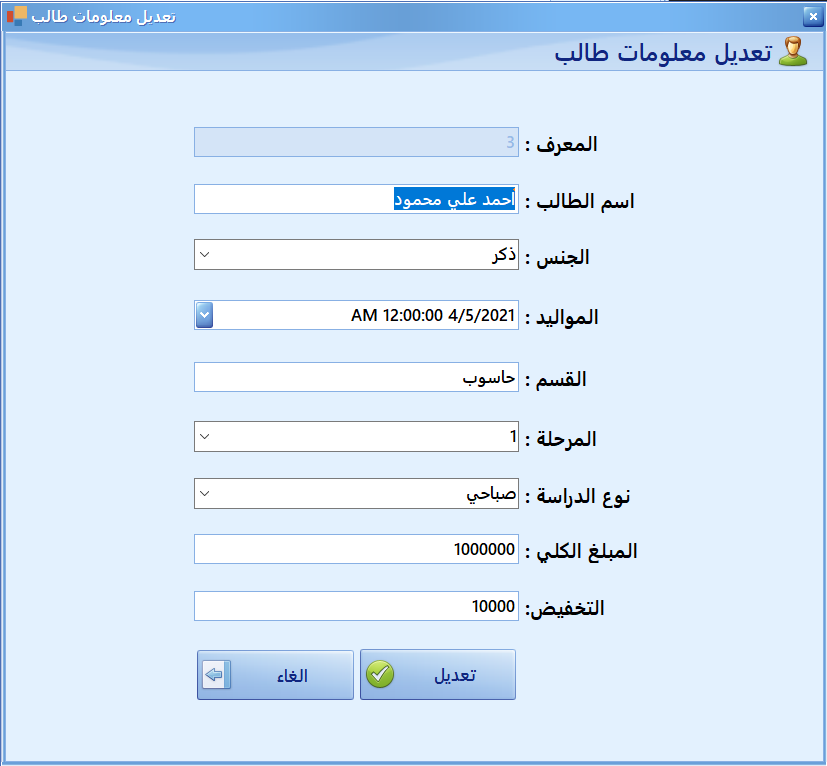 تعديل معلومات طالب
تعديل معلومات طالب
المعرف : 3
اسم الطالب : احمد علي محمود
الجنس : ذكر
المواليد : 4/5/2021 12:00:00 AM
القسم : حاسوب
المرحلة : 1
نوع الدراسة : صباحي
المبلغ الكلي : 1000000
التخفيض: 10000
تعديل الغاء